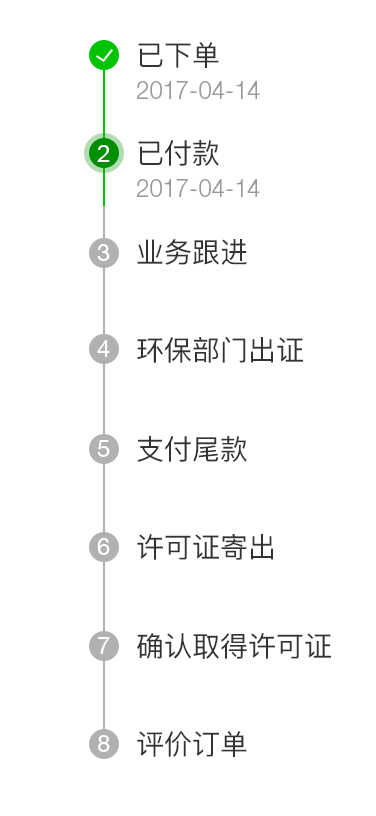 已下单
2017-04-14
2
已付款
2017-04-14
3
业务跟进
4
环保部门出证
5
支付尾款
6
许可证寄出
7
确认取得许可证
8
评价订单